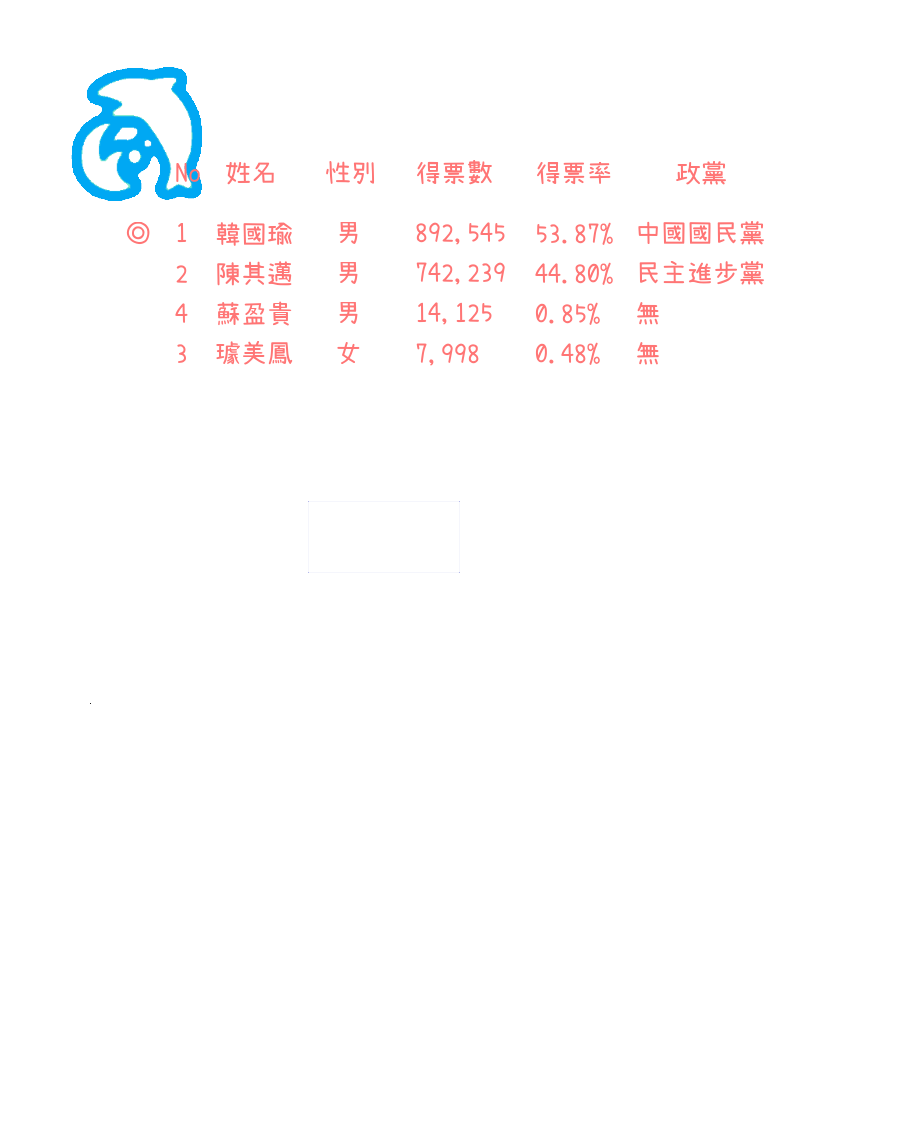 No 姓名 性別 得票數 得票率 政黨
◎ 1 韓國瑜 男 892,545 53.87% 中國國民黨
2 陳其邁 男 742,239 44.80% 民主進步黨
4 蘇盈貴 男 14,125 0.85% 無
3 璩美鳳 女 7,998 0.48% 無